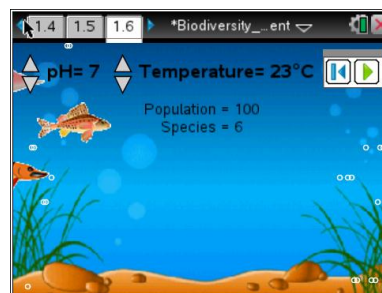 1.4 1.5 1.6 *Biodiversity_...ent
pH= 7 Temperature= 23°C
Population = 100
Species = 6